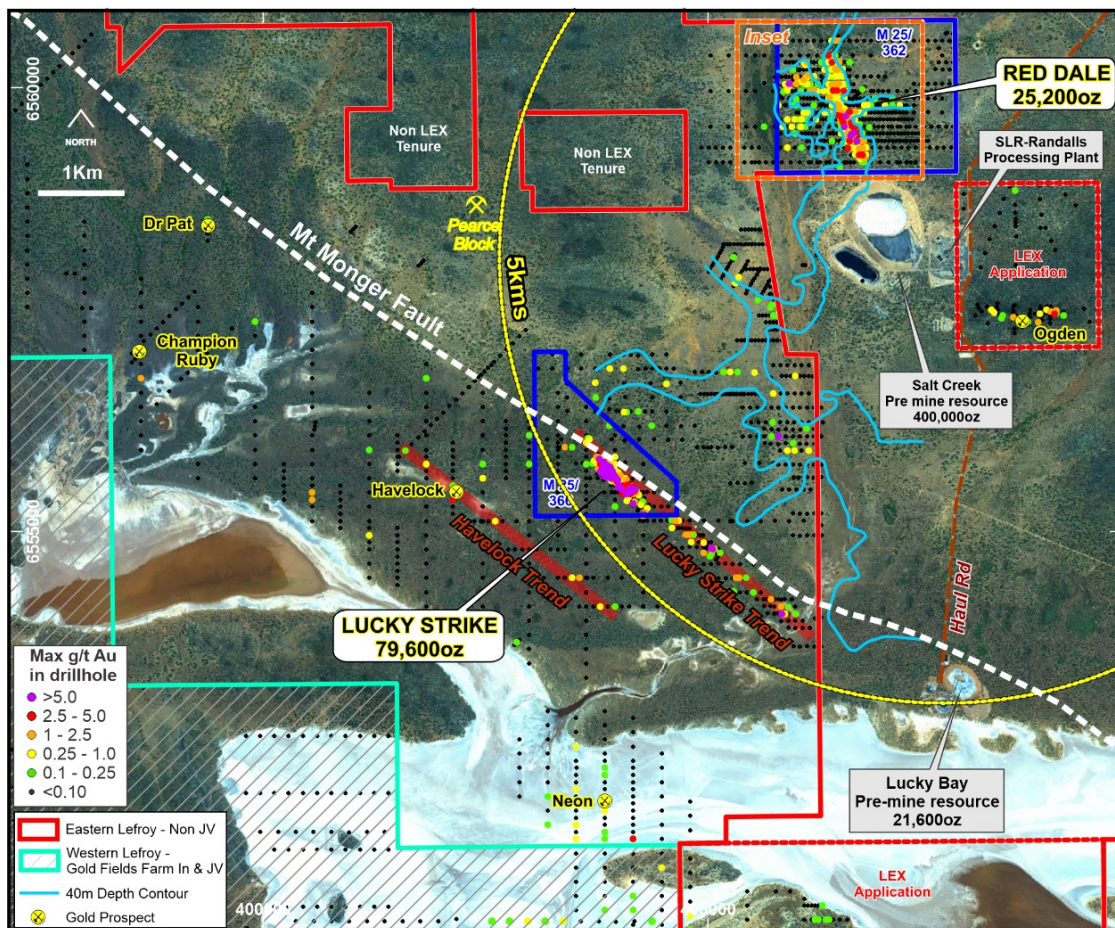 Inset
M 25/
362
RED DALE
25,200oz
SLR-Randalls
Processing Plant
6560000
NORTH
1Km
Non LEX
Tenure
Non LEX
Tenure
Pearce
Block
Dr Pat
Mt Monger Fault
5kms
LEX
Application
Ogden
Champion
Ruby
Salt Creek
Pre mine resource
400,000oz
Havelock
M 25/
366
6555000
Havelock Trend
Lucky Strike Trend
Haul Rd
LUCKY STRIKE
79,600oz
Max g/t Au
in drillhole
>5.0
2.5 - 5.0
1 - 2.5
0.25 - 1.0
0.1 - 0.25
<0.10
Neon
Lucky Bay
Pre-mine resource
21,600oz
Eastern Lefroy - Non JV
Western Lefroy -
Gold Fields Farm In & JV
40m Depth Contour
Gold Prospect
LEX
Application